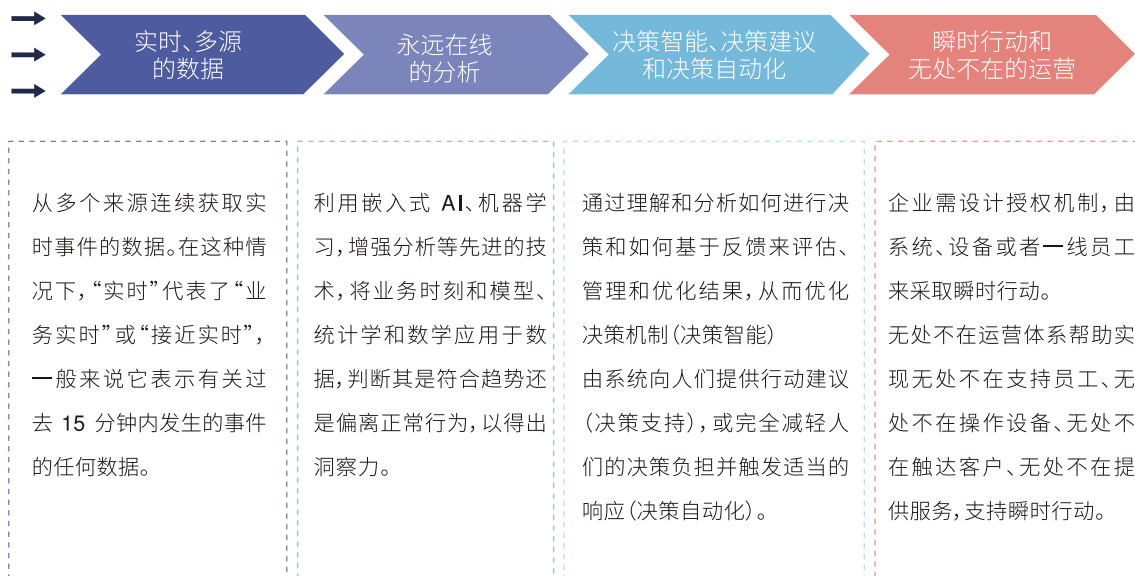 实时、多源
的数据
永远在线
的分析
决策智能、决策建议
和决策自动化
瞬时行动和
无处不在的运营
从多个来源连续获取实
时事件的数据。在这种情
况下，“实时”代表了“业
务实时”或“接近实时”，
一般来说它表示有关过
去 15 分钟内发生的事件
的任何数据。
利用嵌入式 AI、机器学
习，增强分析等先进的技
术，将业务时刻和模型、
统计学和数学应用于数
据，判断其是符合趋势还
是偏离正常行为，以得出
洞察力。
通过理解和分析如何进行决
策和如何基于反馈来评估、
管理和优化结果，从而优化
决策机制（决策智能）
由系统向人们提供行动建议
（决策支持），或完全减轻人
们的决策负担并触发适当的
响应（决策自动化）。
企业需设计授权机制，由
系统、设备或者一线员工
来采取瞬时行动。
无处不在运营体系帮助实
现无处不在支持员工、无
处不在操作设备、无处不
在触达客户、无处不在提
供服务，支持瞬时行动。